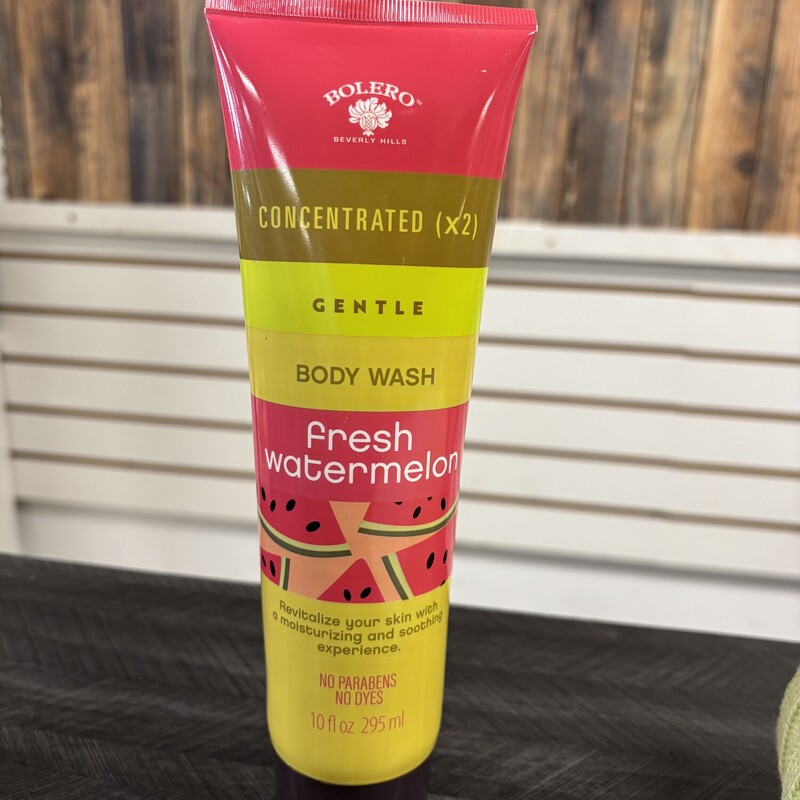 BOLERO™
BEVERLY HILLS
CONCENTRATED (x2)
GENTLE
BODY WASH
fresh
watermelon
Revitalize your skin with
a moisturizing and soothing
experience.
NO PARABENS
NO DYES
10 fl oz 295 ml